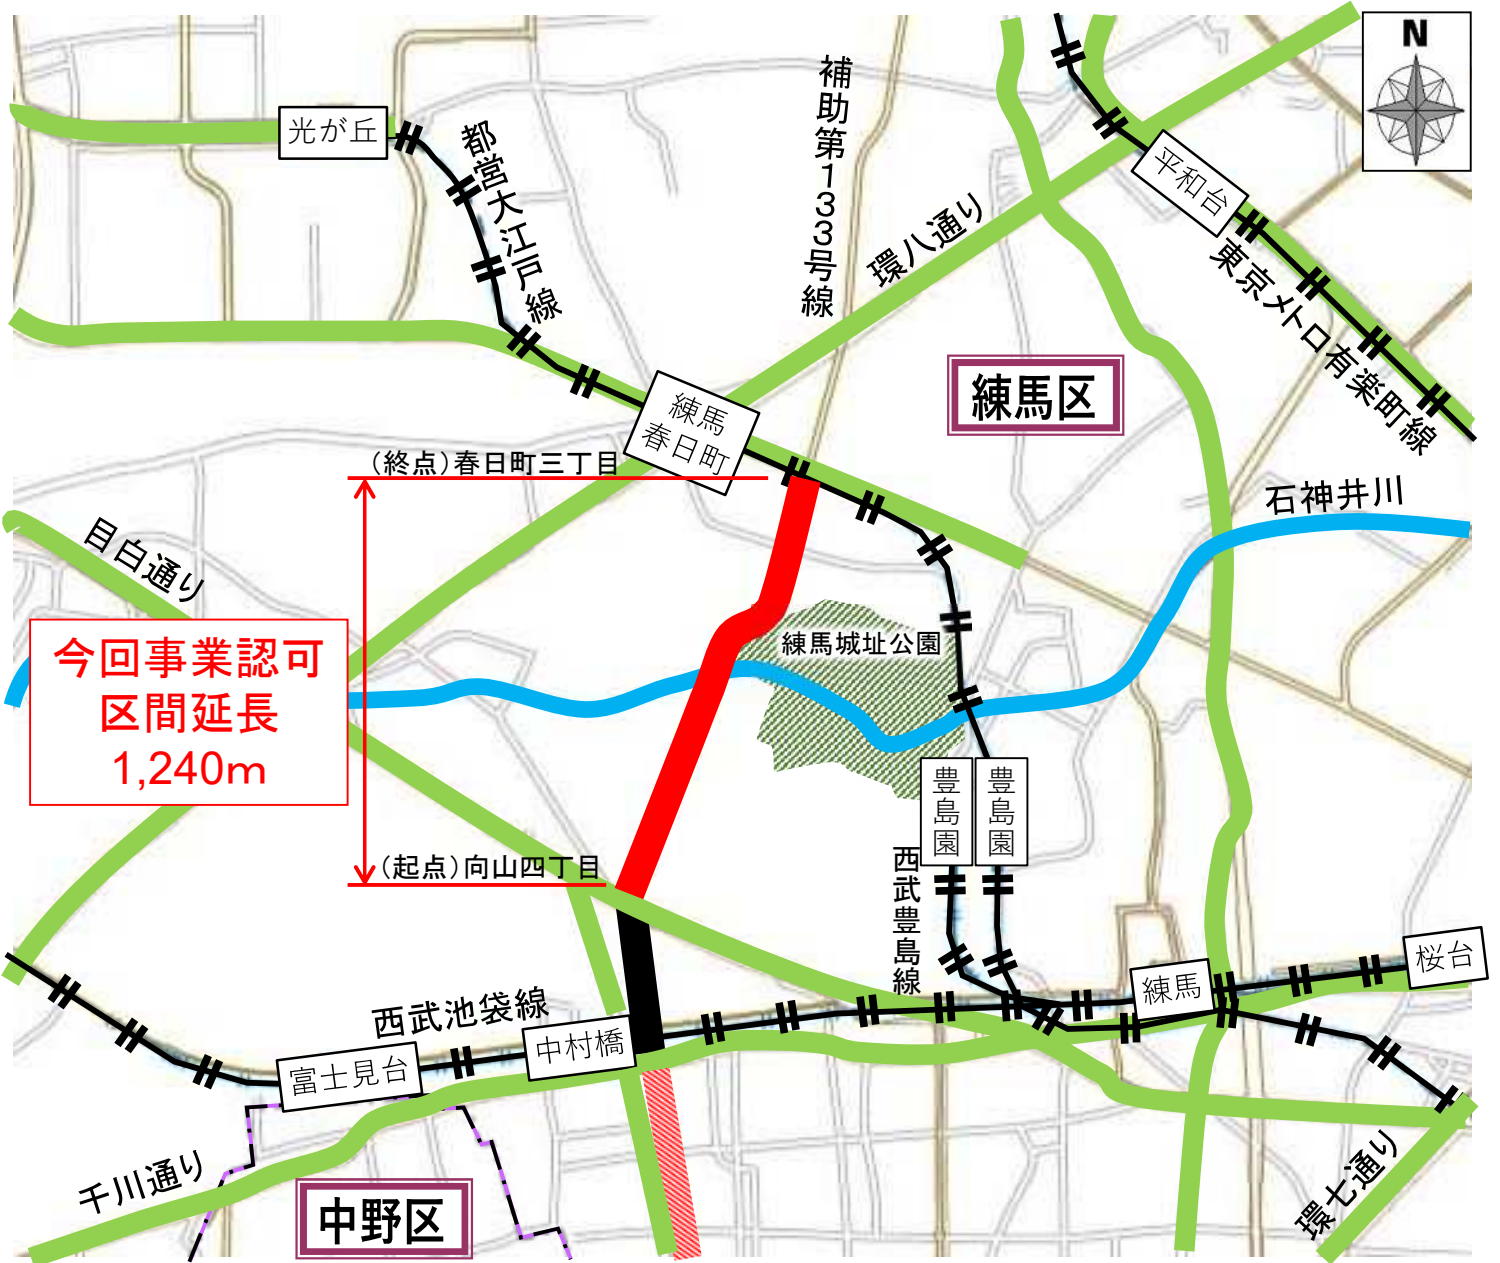 N
光が丘
都営大江戸線
補助第133号線
環八通り
平和台
東京メトロ有楽町線
練馬区
練馬
春日町
(終点)春日町三丁目
石神井川
目白通り
今回事業認可
区間延長
1,240m
練馬城址公園
豊島園
豊島園
(起点)向山四丁目
西武豊島線
桜台
練馬
西武池袋線
中村橋
富士見台
千川通り
中野区
環七通り